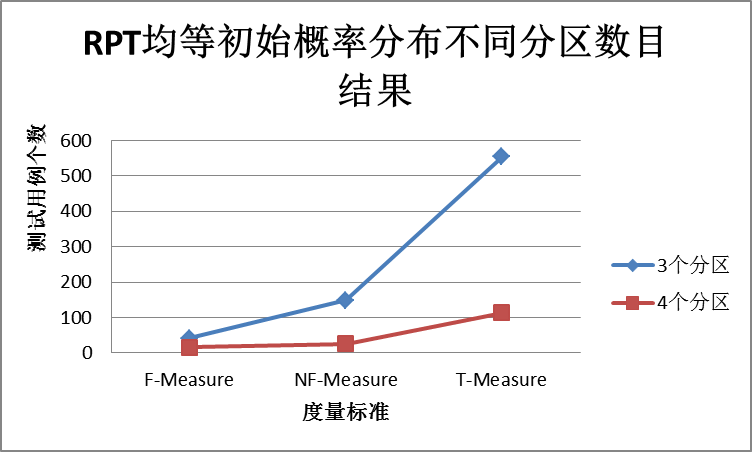 RPT均等初始概率分布不同分区数目
结果
测试用例个数
600
500
400
300
200
100
0
F-Measure
NF-Measure
T-Measure
度量标准
3个分区
4个分区